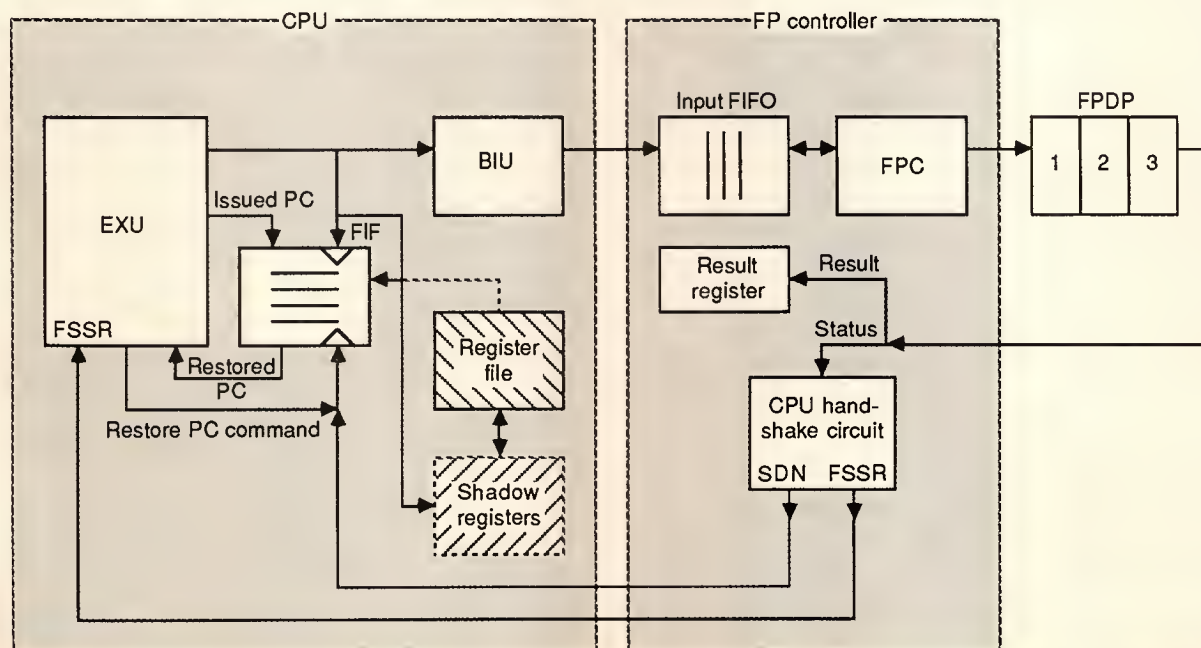 CPU
FP controller
Input FIFO
FPDP
EXU
BIU
FPC
1 2 3
Issued PC
FIF
Result
register
Result
Status
FSSR
Restored
PC
Restore PC command
Register
file
CPU hand-
shake circuit
SDN FSSR
Shadow
registers